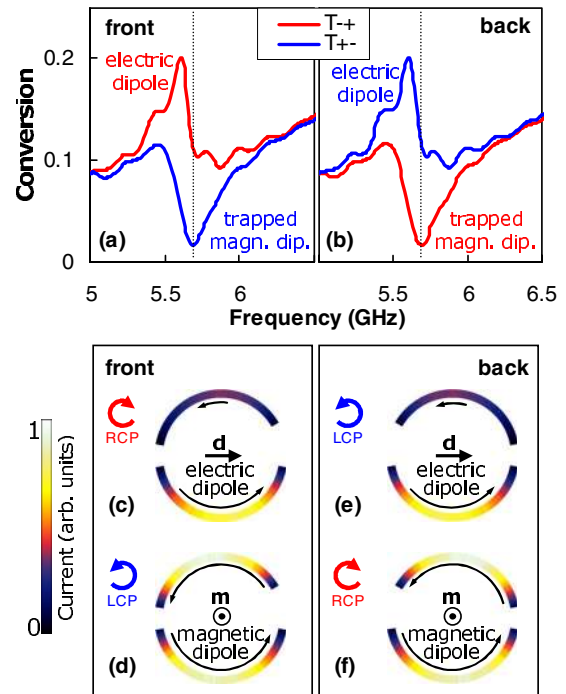 front
T-+
T+-
back
0.2
0.1
0
Conversion
electric
dipole
trapped
magn. dip.
(a)
electric
dipole
trapped
magn. dip.
(b)
5 5.5 6 5.5 6 6.5
Frequency (GHz)
front
RCP
d
electric
dipole
(c)
LCP
m
magnetic
dipole
(d)
back
LCP
d
electric
dipole
(e)
RCP
m
magnetic
dipole
(f)
1
0
Current (arb. units)